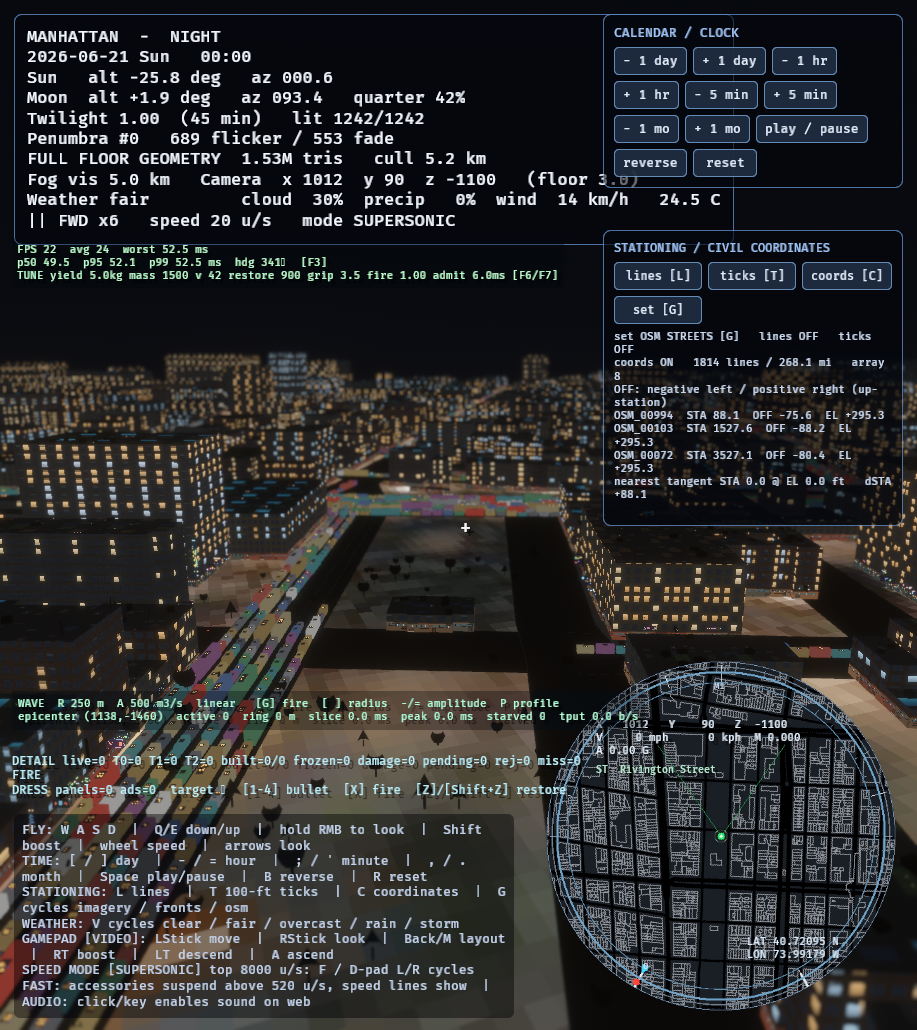 MANHATTAN  -  NIGHT
2026-06-21 Sun   00:00
Sun   alt -25.8 deg   az 000.6
Moon  alt +1.9 deg   az 093.4   quarter 42%
Twilight 1.00  (45 min)   lit 1242/1242
Penumbra #0   689 flicker / 553 fade
FULL FLOOR GEOMETRY  1.53M tris   cull 5.2 km
Fog vis 5.0 km   Camera  x 1012  y 90  z -1100   (floor 3.0)
Weather fair         cloud  30%  precip   0%  wind  14 km/h   24.5 C
|| FWD x6   speed 20 u/s   mode SUPERSONIC
CALENDAR / CLOCK
- 1 day
+ 1 day
- 1 hr
+ 1 hr
- 5 min
+ 5 min
- 1 mo
+ 1 mo
play / pause
reverse
reset
FPS 22  avg 24  worst 52.5 ms
p50 49.5  p95 52.1  p99 52.5 ms  hdg 341   [F3]
TUNE yield 5.0kg mass 1500 v 42 restore 900 grip 3.5 fire 1.00 admit 6.0ms [F6/F7]
STATIONING / CIVIL COORDINATES
lines [L]
ticks [T]
coords [C]
set [G]
set OSM STREETS [G]   lines OFF   ticks
OFF
coords ON   1814 lines / 268.1 mi   array
8
OFF: negative left / positive right (up-
station)
OSM_00994  STA 88.1  OFF -75.6  EL +295.3
OSM_00103  STA 1527.6  OFF -88.2  EL
+295.3
OSM_00072  STA 3527.1  OFF -80.4  EL
+295.3
nearest tangent STA 0.0 @ EL 0.0 ft   dSTA
+88.1
WAVE  R 250 m  A 500 m3/s  linear   [G] fire  [ ] radius  -/= amplitude  P profile
epicenter (1138,-1460)  active 0  ring 0 m  slice 0.0 ms  peak 0.0 ms  starved 0  tput 0.0 b/s
DETAIL live=0 T0=0 T1=0 T2=0 built=0/0 frozen=0 damage=0 pending=0 rej=0 miss=0
FIRE
DRESS panels=0 ads=0  target   [1-4] bullet  [X] fire  [Z]/[Shift+Z] restore
1012   Y    90   Z  -1100
V     0 mph      0 kph  M 0.000
A 0.00 G
ST  Rivington Street
LAT 40.72095 N
LON 73.99179 W
FLY: W A S D  |  Q/E down/up  |  hold RMB to look  |  Shift
boost  |  wheel speed  |  arrows look
TIME: [ / ] day  |  - / = hour  |  ; / ' minute  |  , / .
month  |  Space play/pause  |  B reverse  |  R reset
STATIONING: L lines  |  T 100-ft ticks  |  C coordinates  |  G
cycles imagery / fronts / osm
WEATHER: V cycles clear / fair / overcast / rain / storm
GAMEPAD [VIDEO]: LStick move  |  RStick look  |  Back/M layout
|  RT boost  |  LT descend  |  A ascend
SPEED MODE [SUPERSONIC] top 8000 u/s: F / D-pad L/R cycles
FAST: accessories suspend above 520 u/s, speed lines show  |
AUDIO: click/key enables sound on web